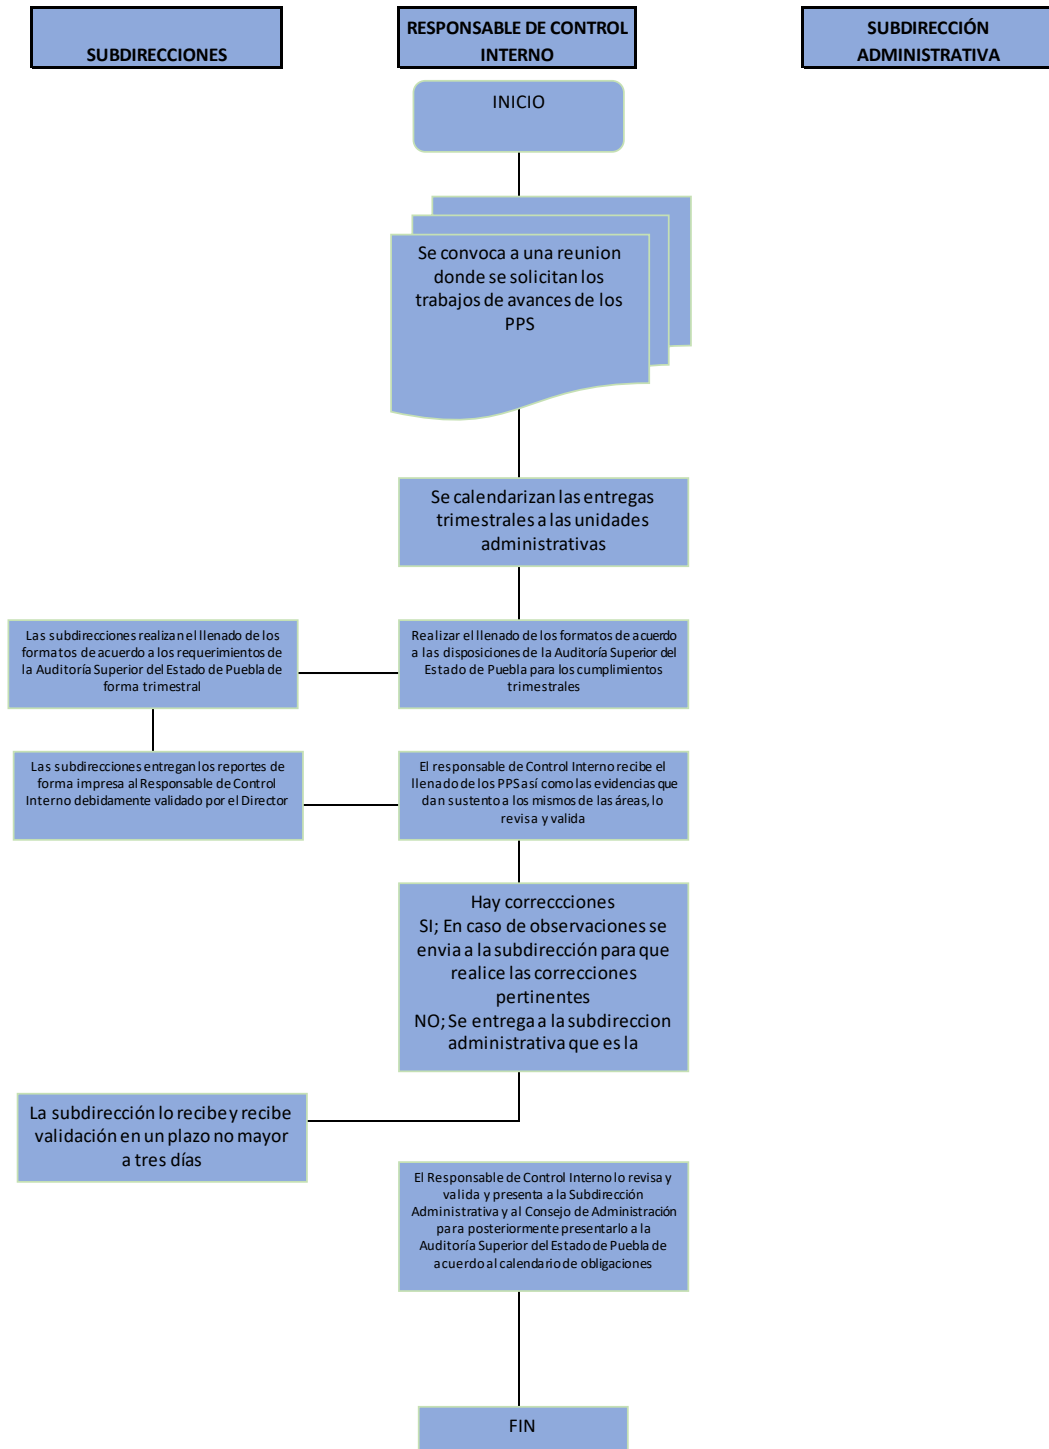 SUBDIRECCIONES
RESPONSABLE DE CONTROL
INTERNO
SUBDIRECCIÓN
ADMINISTRATIVA
INICIO
Se convoca a una reunion
donde se solicitan los
trabajos de avances de los
PPS
Se calendarizan las entregas
trimestrales a las unidades
administrativas
Las subdirecciones realizan el llenado de los
formatos de acuerdo a los requerimientos de
la Auditoría Superior del Estado de Puebla de
forma trimestral
Realizar el llenado de los formatos de acuerdo
a las disposiciones de la Auditoría Superior del
Estado de Puebla para los cumplimientos
trimestrales
Las subdirecciones entregan los reportes de
forma impresa al Responsable de Control
Interno debidamente validado por el Director
El responsable de Control Interno recibe el
llenado de los PPS así como las evidencias que
dan sustento a los mismos de las áreas, lo
revisa y valida
Hay correccciones
SI; En caso de observaciones se
envia a la subdirección para que
realice las correcciones
pertinentes
NO; Se entrega a la subdireccion
administrativa que es la
La subdirección lo recibe y recibe
validación en un plazo no mayor
a tres días
El Responsable de Control Interno lo revisa y
valida y presenta a la Subdirección
Administrativa y al Consejo de Administración
para posteriormente presentarlo a la
Auditoría Superior del Estado de Puebla de
acuerdo al calendario de obligaciones
FIN